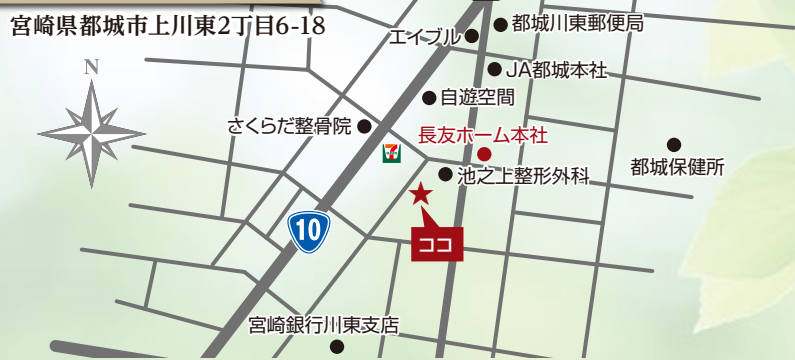 宮崎県都城市上川東2丁目6-18
N
エイブル
都城川東郵便局
JA都城本社
自遊空間
さくらだ整骨院
長友ホーム本社
7
池之上整形外科
都城保健所
10
ココ
宮崎銀行川東支店